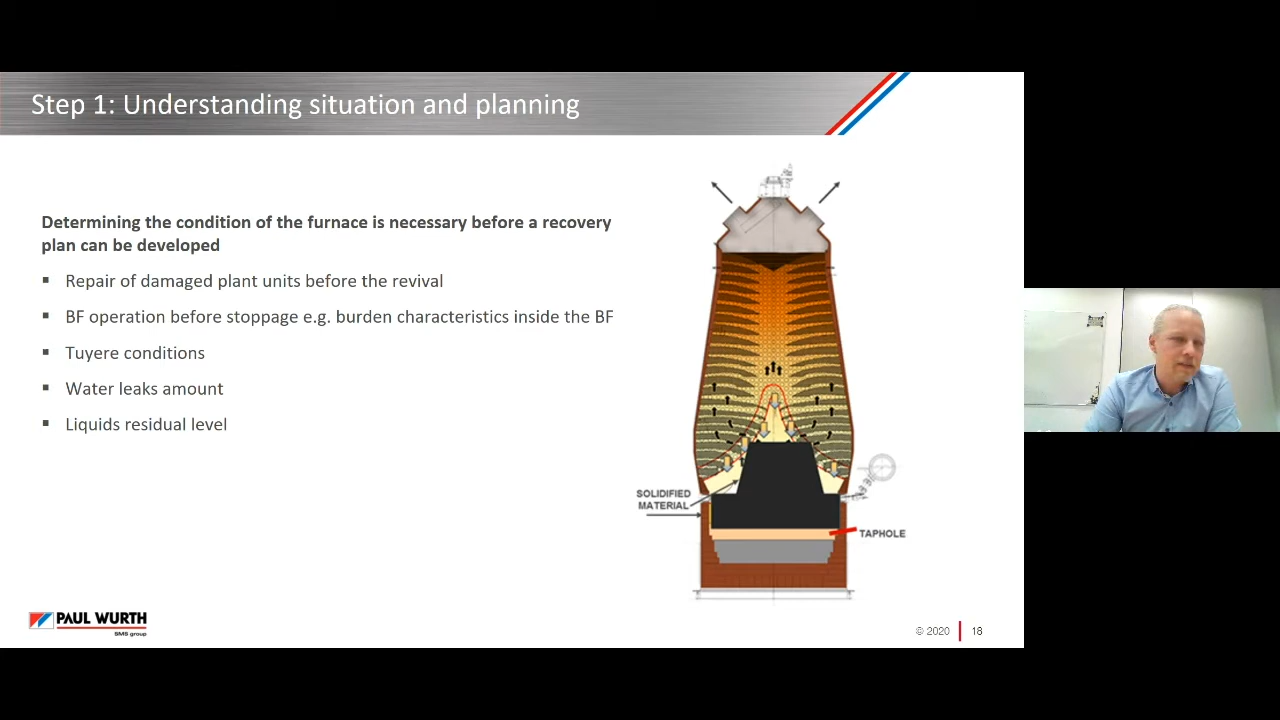 Step 1: Understanding situation and planning
Determining the condition of the furnace is necessary before a recovery
plan can be developed
▪ Repair of damaged plant units before the revival
▪ BF operation before stoppage e.g. burden characteristics inside the BF
▪ Tuyere conditions
▪ Water leaks amount
▪ Liquids residual level
SOLIDIFIED
MATERIAL
TAPHOLE
PAUL WURTH
SMS group
© 2020
18